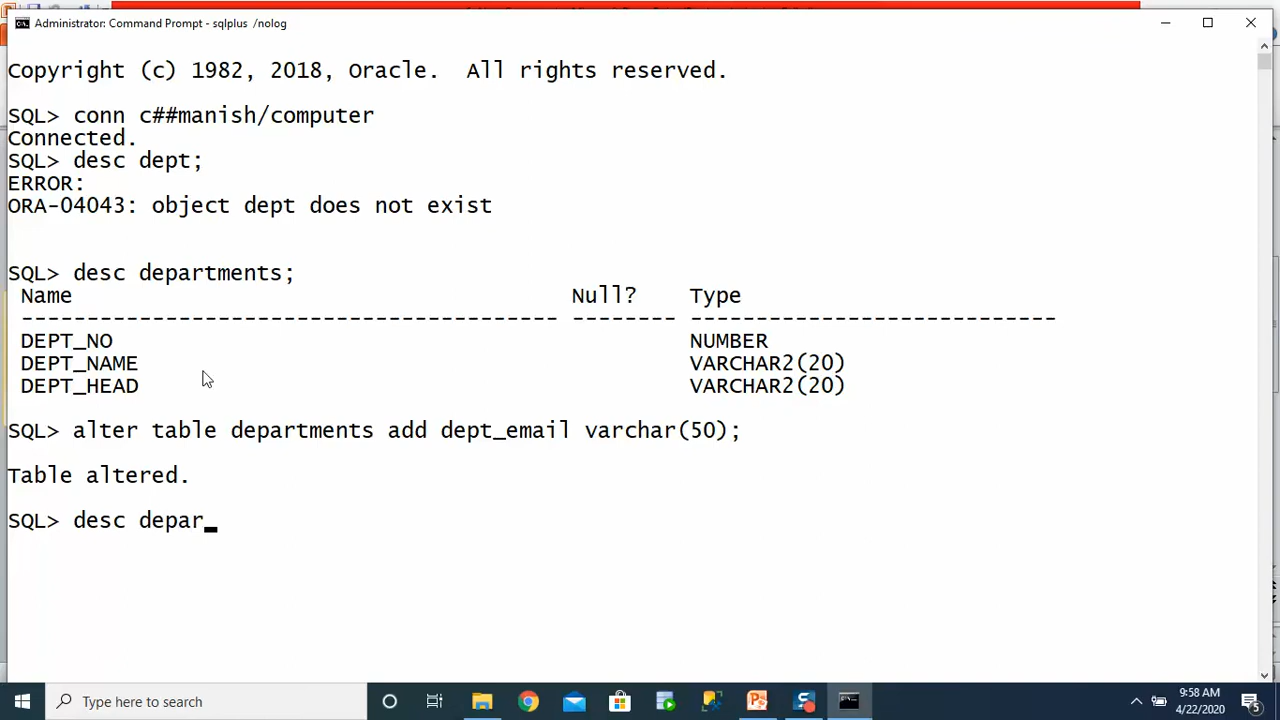 Administrator: Command Prompt - sqlplus /nolog
Copyright (c) 1982, 2018, Oracle.  All rights reserved.
SQL> conn c##manish/computer
Connected.
SQL> desc dept;
ERROR:
ORA-04043: object dept does not exist
SQL> desc departments;
Name Null? Type
----------------------------------------- -------- ----------------------------
DEPT_NO NUMBER
DEPT_NAME VARCHAR2(20)
DEPT_HEAD VARCHAR2(20)
SQL> alter table departments add dept_email varchar(50);
Table altered.
SQL> desc depar_
Type here to search
9:58 AM
4/22/2020
5